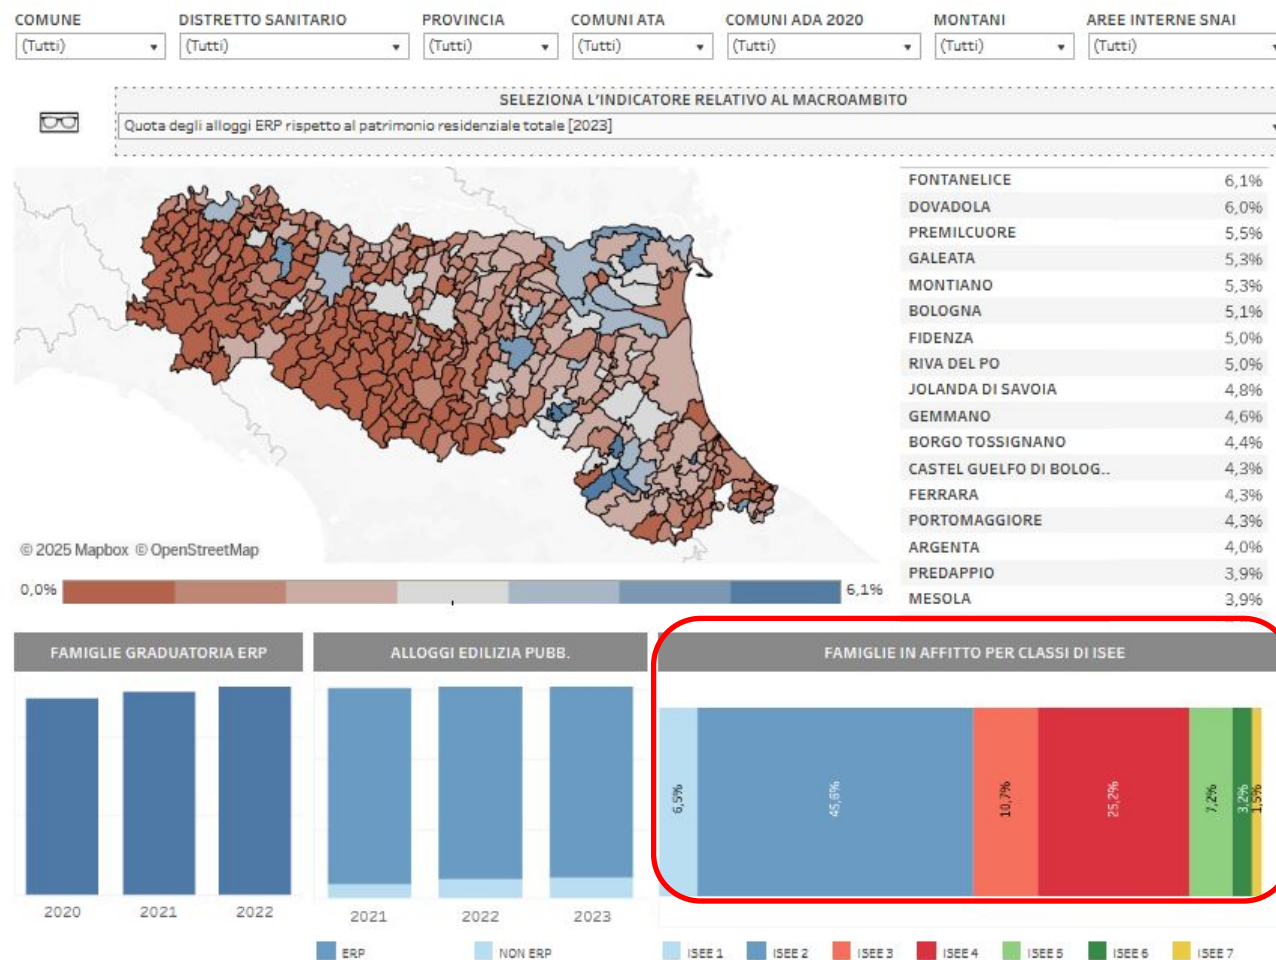 COMUNE DISTRETTO SANITARIO PROVINCIA COMUNI ATA COMUNI ADA 2020 MONTANI AREE INTERNE SNAI
(Tutti) (Tutti) (Tutti) (Tutti) (Tutti) (Tutti) (Tutti)
SELEZIONA L'INDICATORE RELATIVO AL MACROAMBITO
Quota degli alloggi ERP rispetto al patrimonio residenziale totale [2023]
FONTANELICE 6,1%
DOVADOLA 6,0%
PREMILCUORE 5,5%
GALEATA 5,3%
MONTIANO 5,3%
BOLOGNA 5,1%
FIDENZA 5,0%
RIVA DEL PO 5,0%
JOLANDA DI SAVOIA 4,8%
GEMMANO 4,6%
BORGO TOSSIGNANO 4,4%
CASTEL GUELFO DI BOLOG.. 4,3%
FERRARA 4,3%
PORTOMAGGIORE 4,3%
ARGENTA 4,0%
PREDAPPIO 3,9%
MESOLA 3,9%
© 2025 Mapbox © OpenStreetMap
0,0% 6,1%
FAMIGLIE GRADUATORIA ERP
2020 2021 2022
ALLOGGI EDILIZIA PUBB.
2021 2022 2023
ERP NON ERP
FAMIGLIE IN AFFITTO PER CLASSI DI ISEE
6,5% 45,6% 10,7% 25,2% 7,2% 3,2% 1,5%
ISEE 1 ISEE 2 ISEE 3 ISEE 4 ISEE 5 ISEE 6 ISEE 7